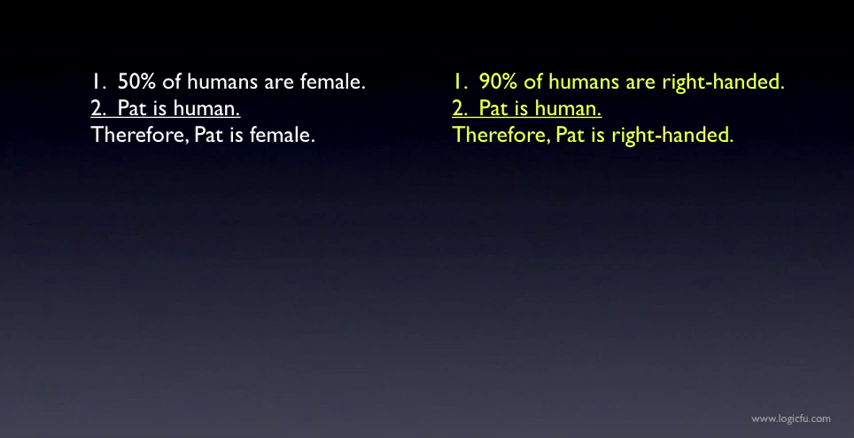 1. 50% of humans are female.
2. Pat is human.
Therefore, Pat is female.
1. 90% of humans are right-handed.
2. Pat is human.
Therefore, Pat is right-handed.
www.logicfu.com